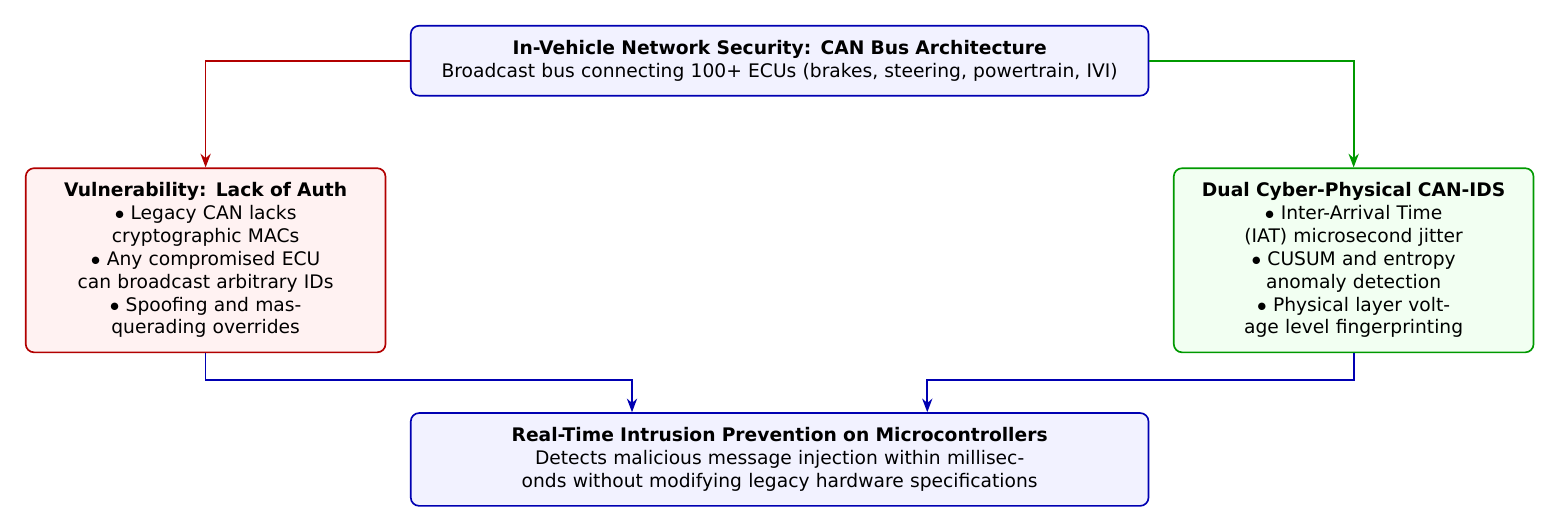 In-Vehicle Network Security: CAN Bus Architecture
Broadcast bus connecting 100+ ECUs (brakes, steering, powertrain, IVI)
Vulnerability: Lack of Auth
• Legacy CAN lacks
cryptographic MACs
• Any compromised ECU
can broadcast arbitrary IDs
• Spoofing and mas-
querading overrides
Dual Cyber-Physical CAN-IDS
• Inter-Arrival Time
(IAT) microsecond jitter
• CUSUM and entropy
anomaly detection
• Physical layer volt-
age level fingerprinting
Real-Time Intrusion Prevention on Microcontrollers
Detects malicious message injection within millisec-
onds without modifying legacy hardware specifications